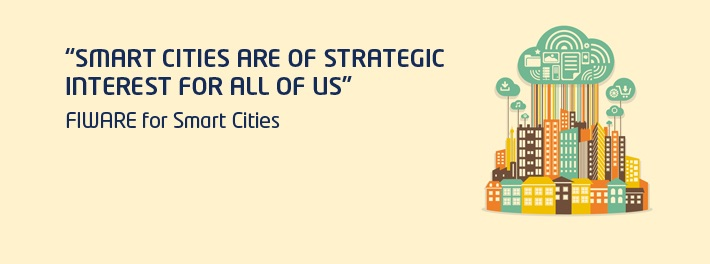 “SMART CITIES ARE OF STRATEGIC
INTEREST FOR ALL OF US”
FIWARE for Smart Cities